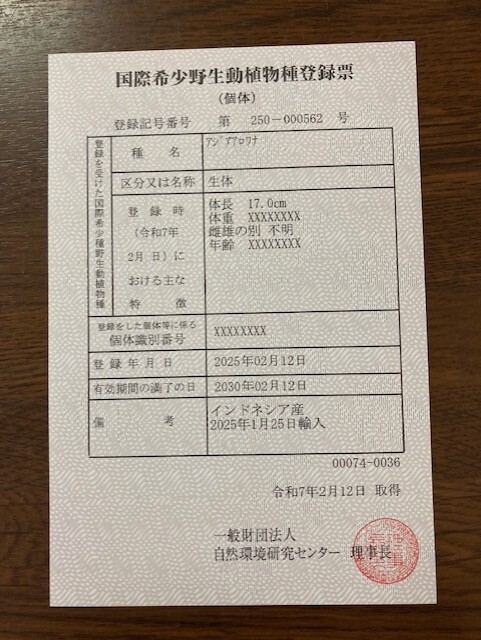 国際希少野生動植物種登録票
(個体)
登録記号番号 第 250-000562 号
登録を受けた国際希少種野生動植物種
種名 アジアアロワナ
区分又は名称 生体
登録時
(令和7年
2月 日)に
おける主な
特徴
体長 17.0cm
体重 XXXXXXXX
雌雄の別 不明
年齢 XXXXXXXX
登録をした個体等に係る
個体識別番号
XXXXXXXX
登録年月日 2025年02月12日
有効期間の満了の日 2030年02月12日
備考
インドネシア産
2025年1月25日輸入
00074-0036
令和7年2月12日 取得
一般財団法人
自然環境研究センター 理事長